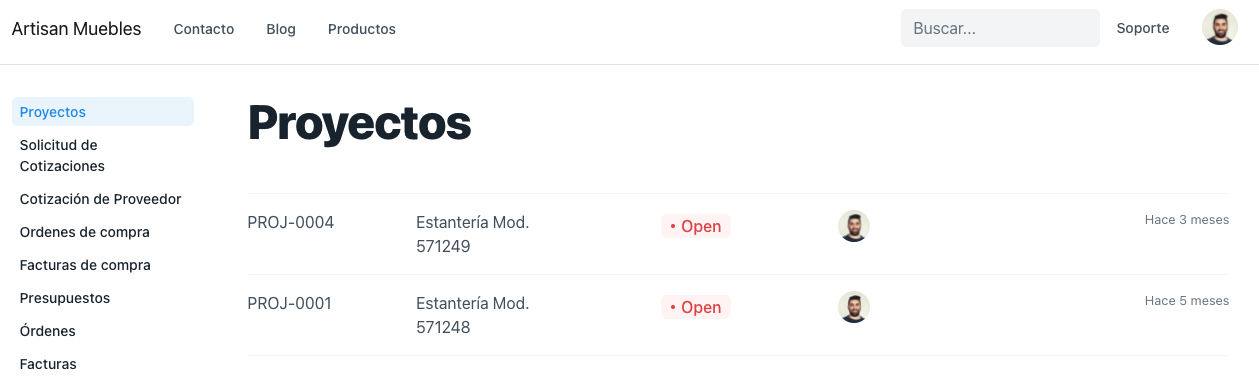 Artisan Muebles
Contacto
Blog
Productos
Buscar...
Soporte
Proyectos
Solicitud de
Cotizaciones
Cotización de Proveedor
Ordenes de compra
Facturas de compra
Presupuestos
Órdenes
Facturas
Proyectos
PROJ-0004
Estantería Mod.
571249
Open
Hace 3 meses
PROJ-0001
Estantería Mod.
571248
Open
Hace 5 meses